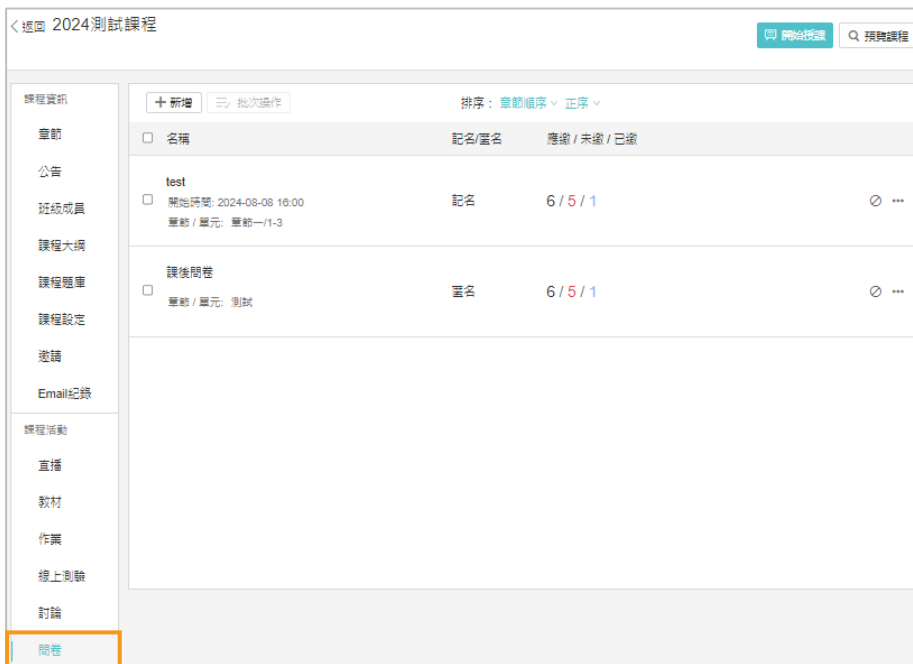 返回 2024測試課程
開始授課 預覽課程
課程資訊
章節
公告
班級成員
課程大綱
課程題庫
課程設定
邀請
Email紀錄
課程活動
直播
教材
作業
線上測驗
討論
問卷
新增 批次操作 排序: 章節順序 正序
名稱 記名/匿名 應繳 / 未繳 / 已繳
test
開始時間: 2024-08-08 16:00
章節 / 單元: 章節一/1-3
記名 6 / 5 / 1
課後問卷
章節 / 單元: 測試
匿名 6 / 5 / 1